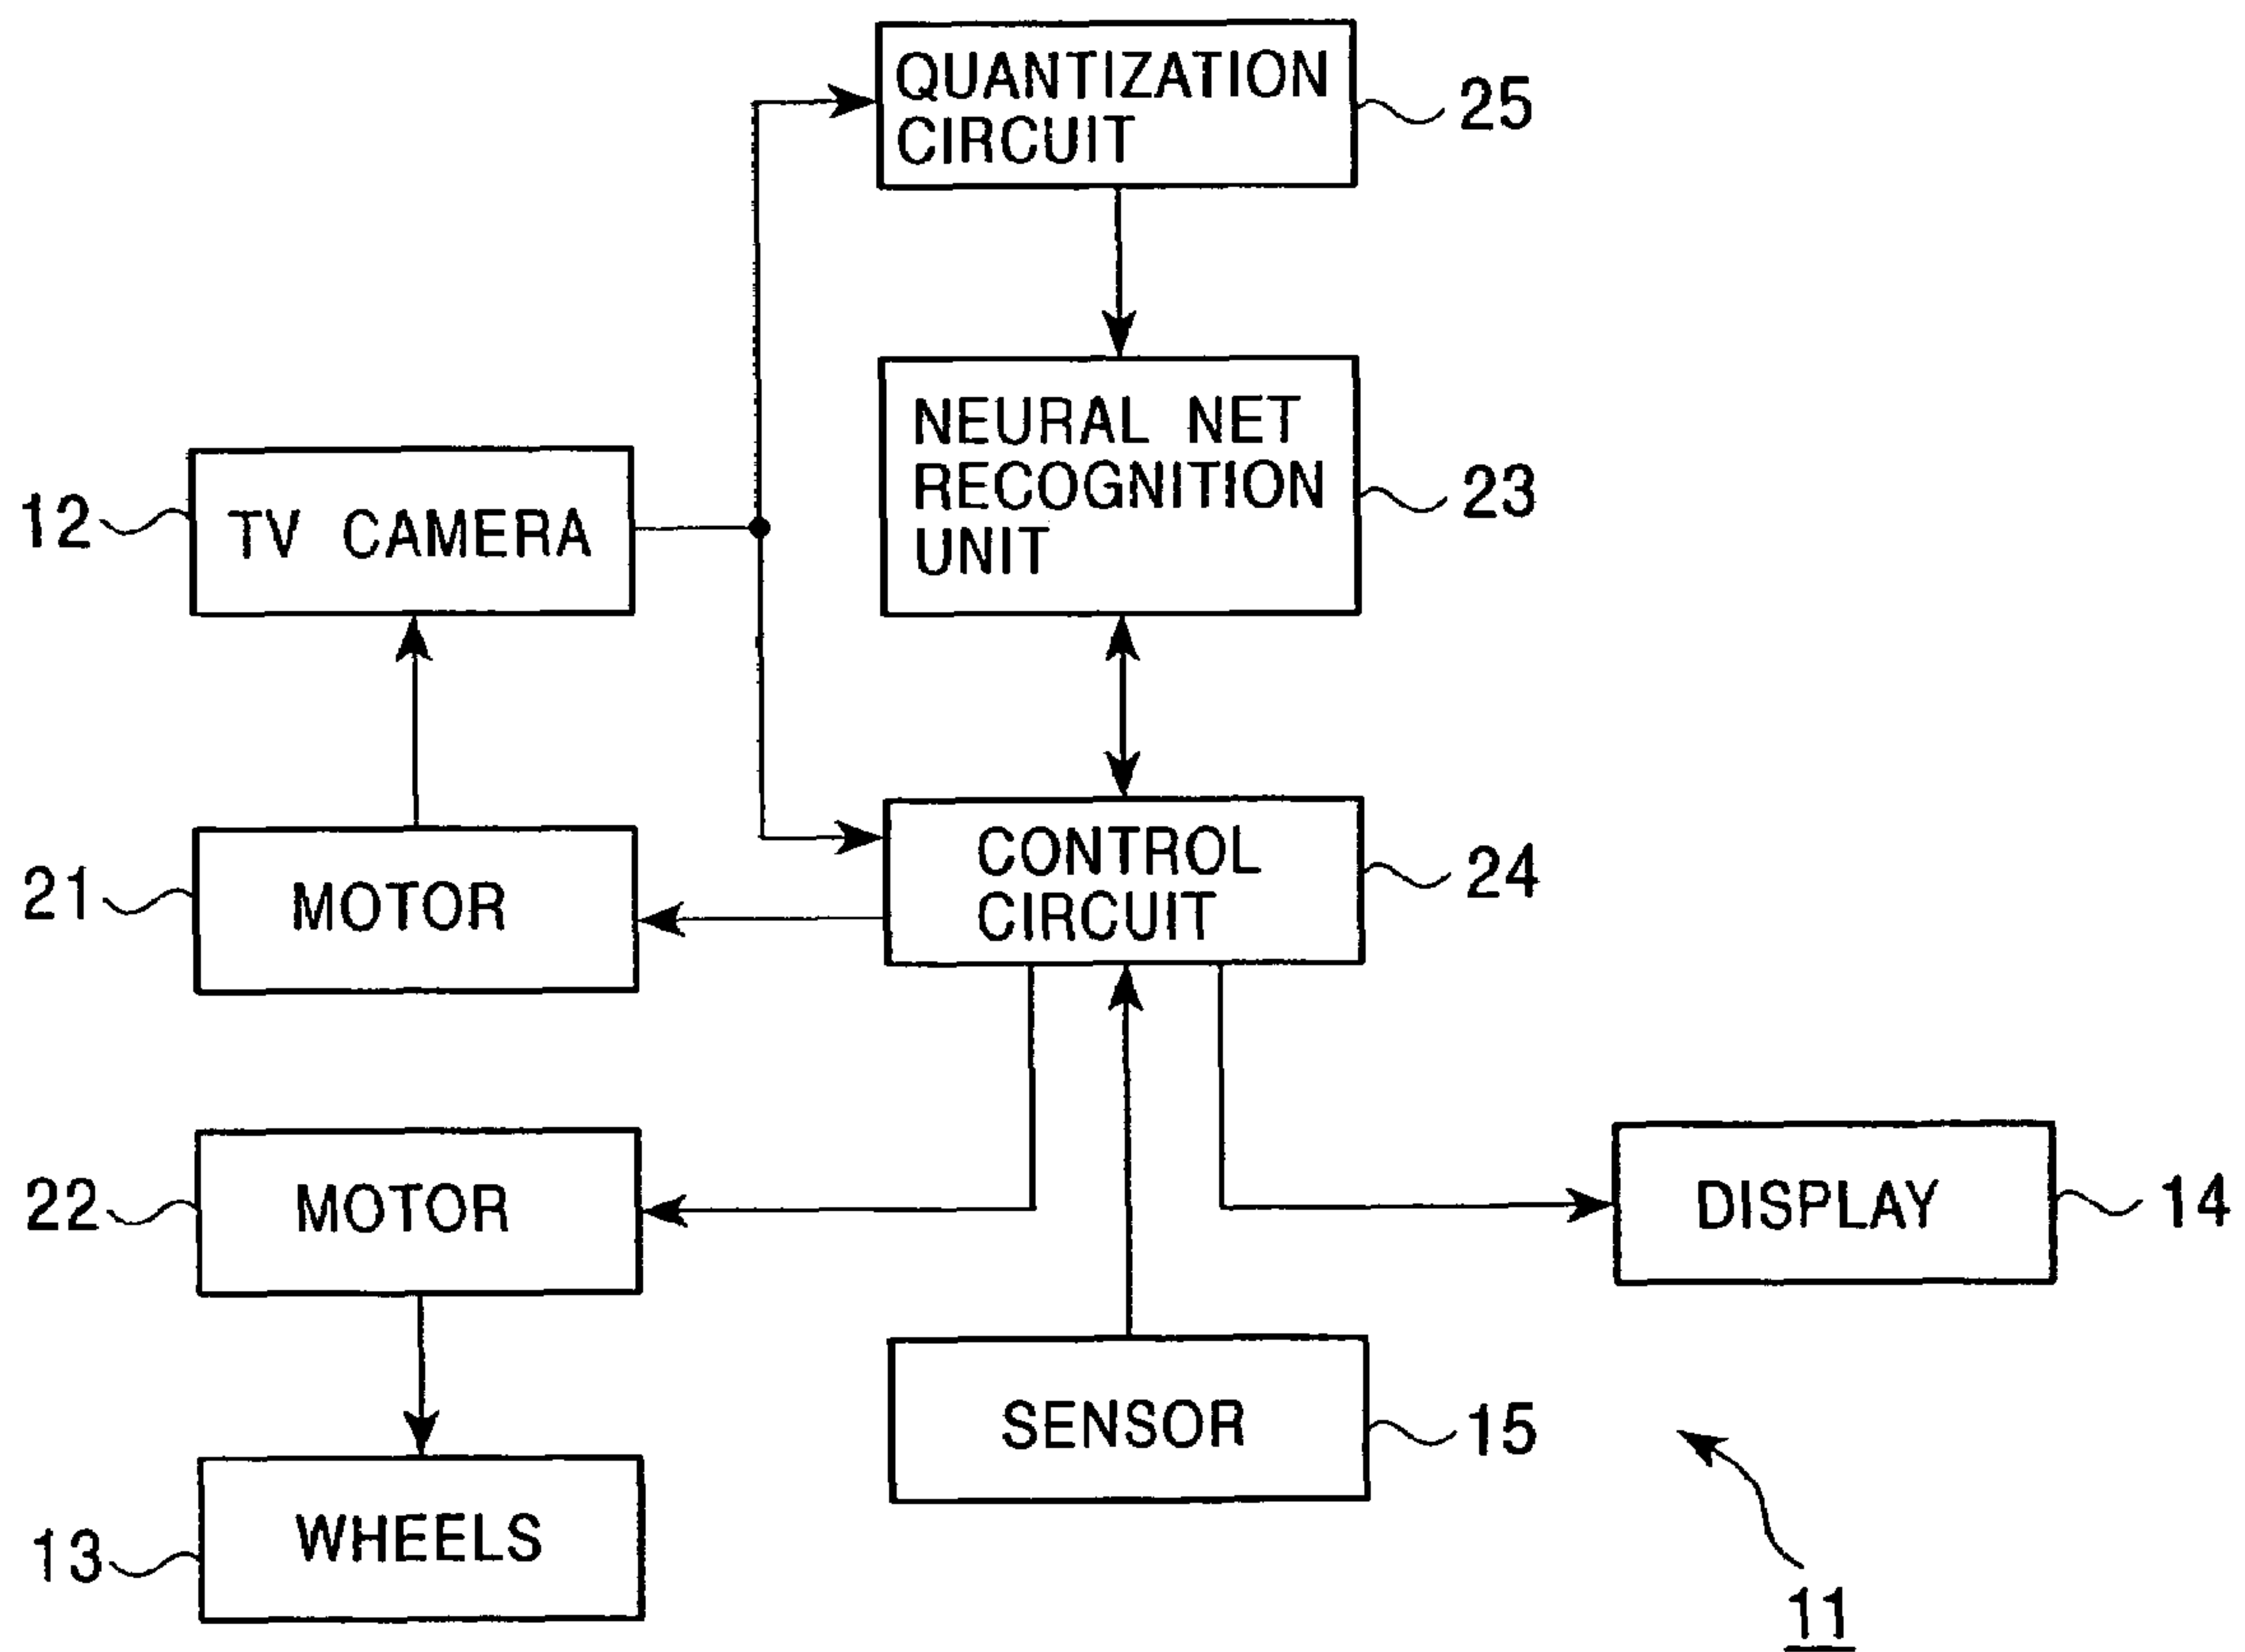 QUANTIZATION
CIRCUIT
25
NEURAL NET
RECOGNITION
UNIT
23
12
TV CAMERA
CONTROL
CIRCUIT
24
21
MOTOR
22
MOTOR
DISPLAY
14
SENSOR
15
13
WHEELS
11